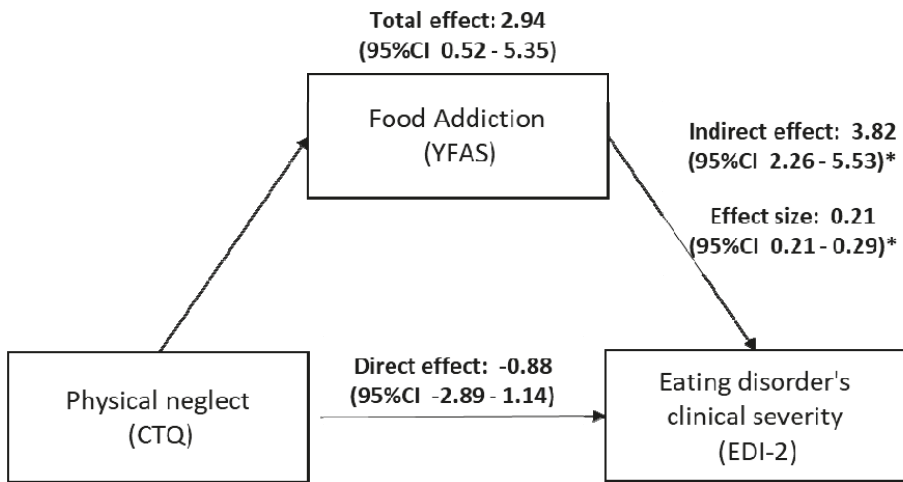 Total effect: 2.94
(95%CI 0.52 - 5.35)
Food Addiction
(YFAS)
Indirect effect: 3.82
(95%CI 2.26 - 5.53)*
Effect size: 0.21
(95%CI 0.21 - 0.29)*
Physical neglect
(CTQ)
Direct effect: -0.88
(95%CI -2.89 - 1.14)
Eating disorder's
clinical severity
(EDI-2)